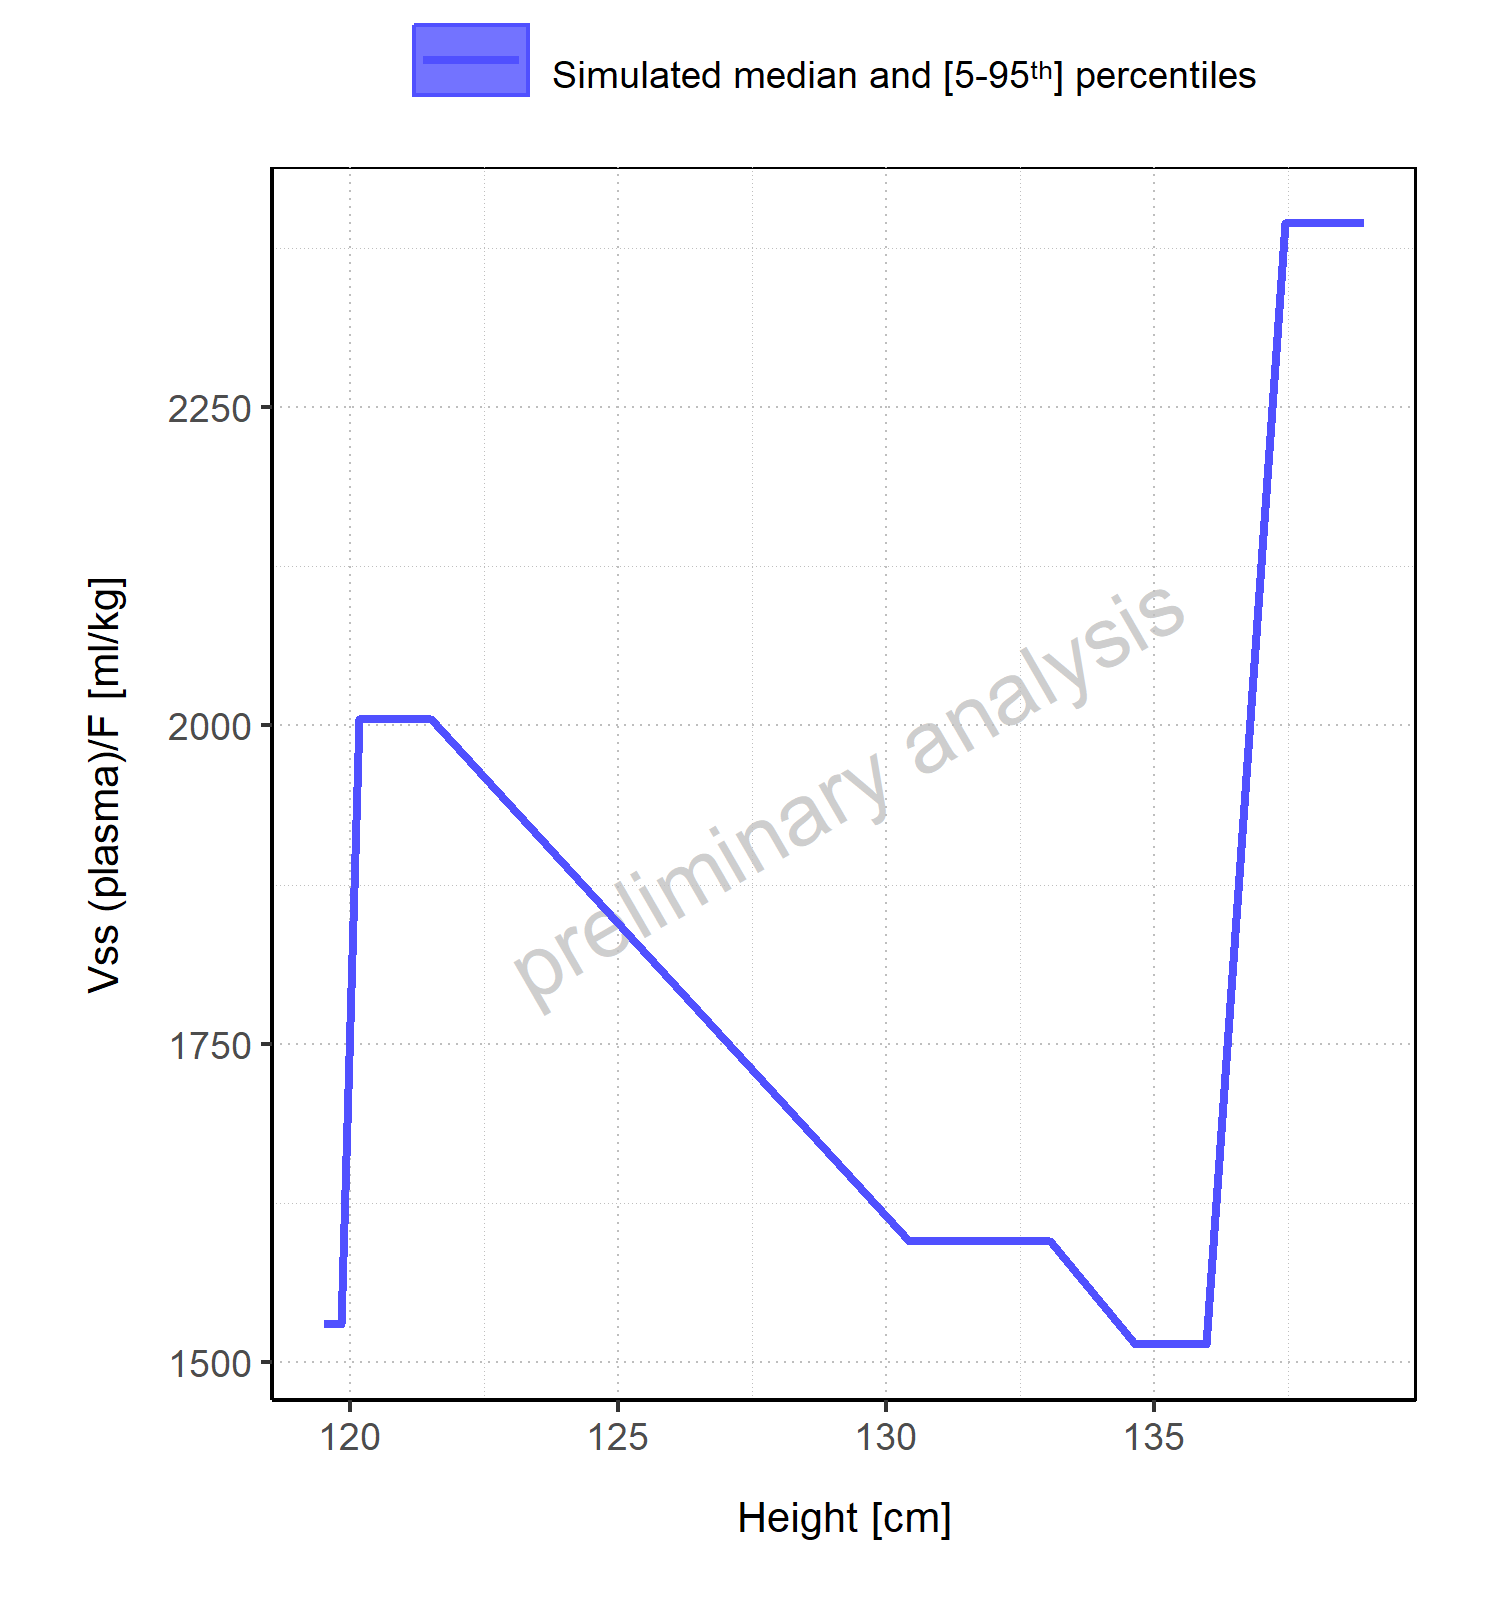 Simulated median and [5-95th] percentiles
2250
2000
1750
1500
Vss (plasma)/F [ml/kg]
preliminary analysis
120 125 130 135
Height [cm]